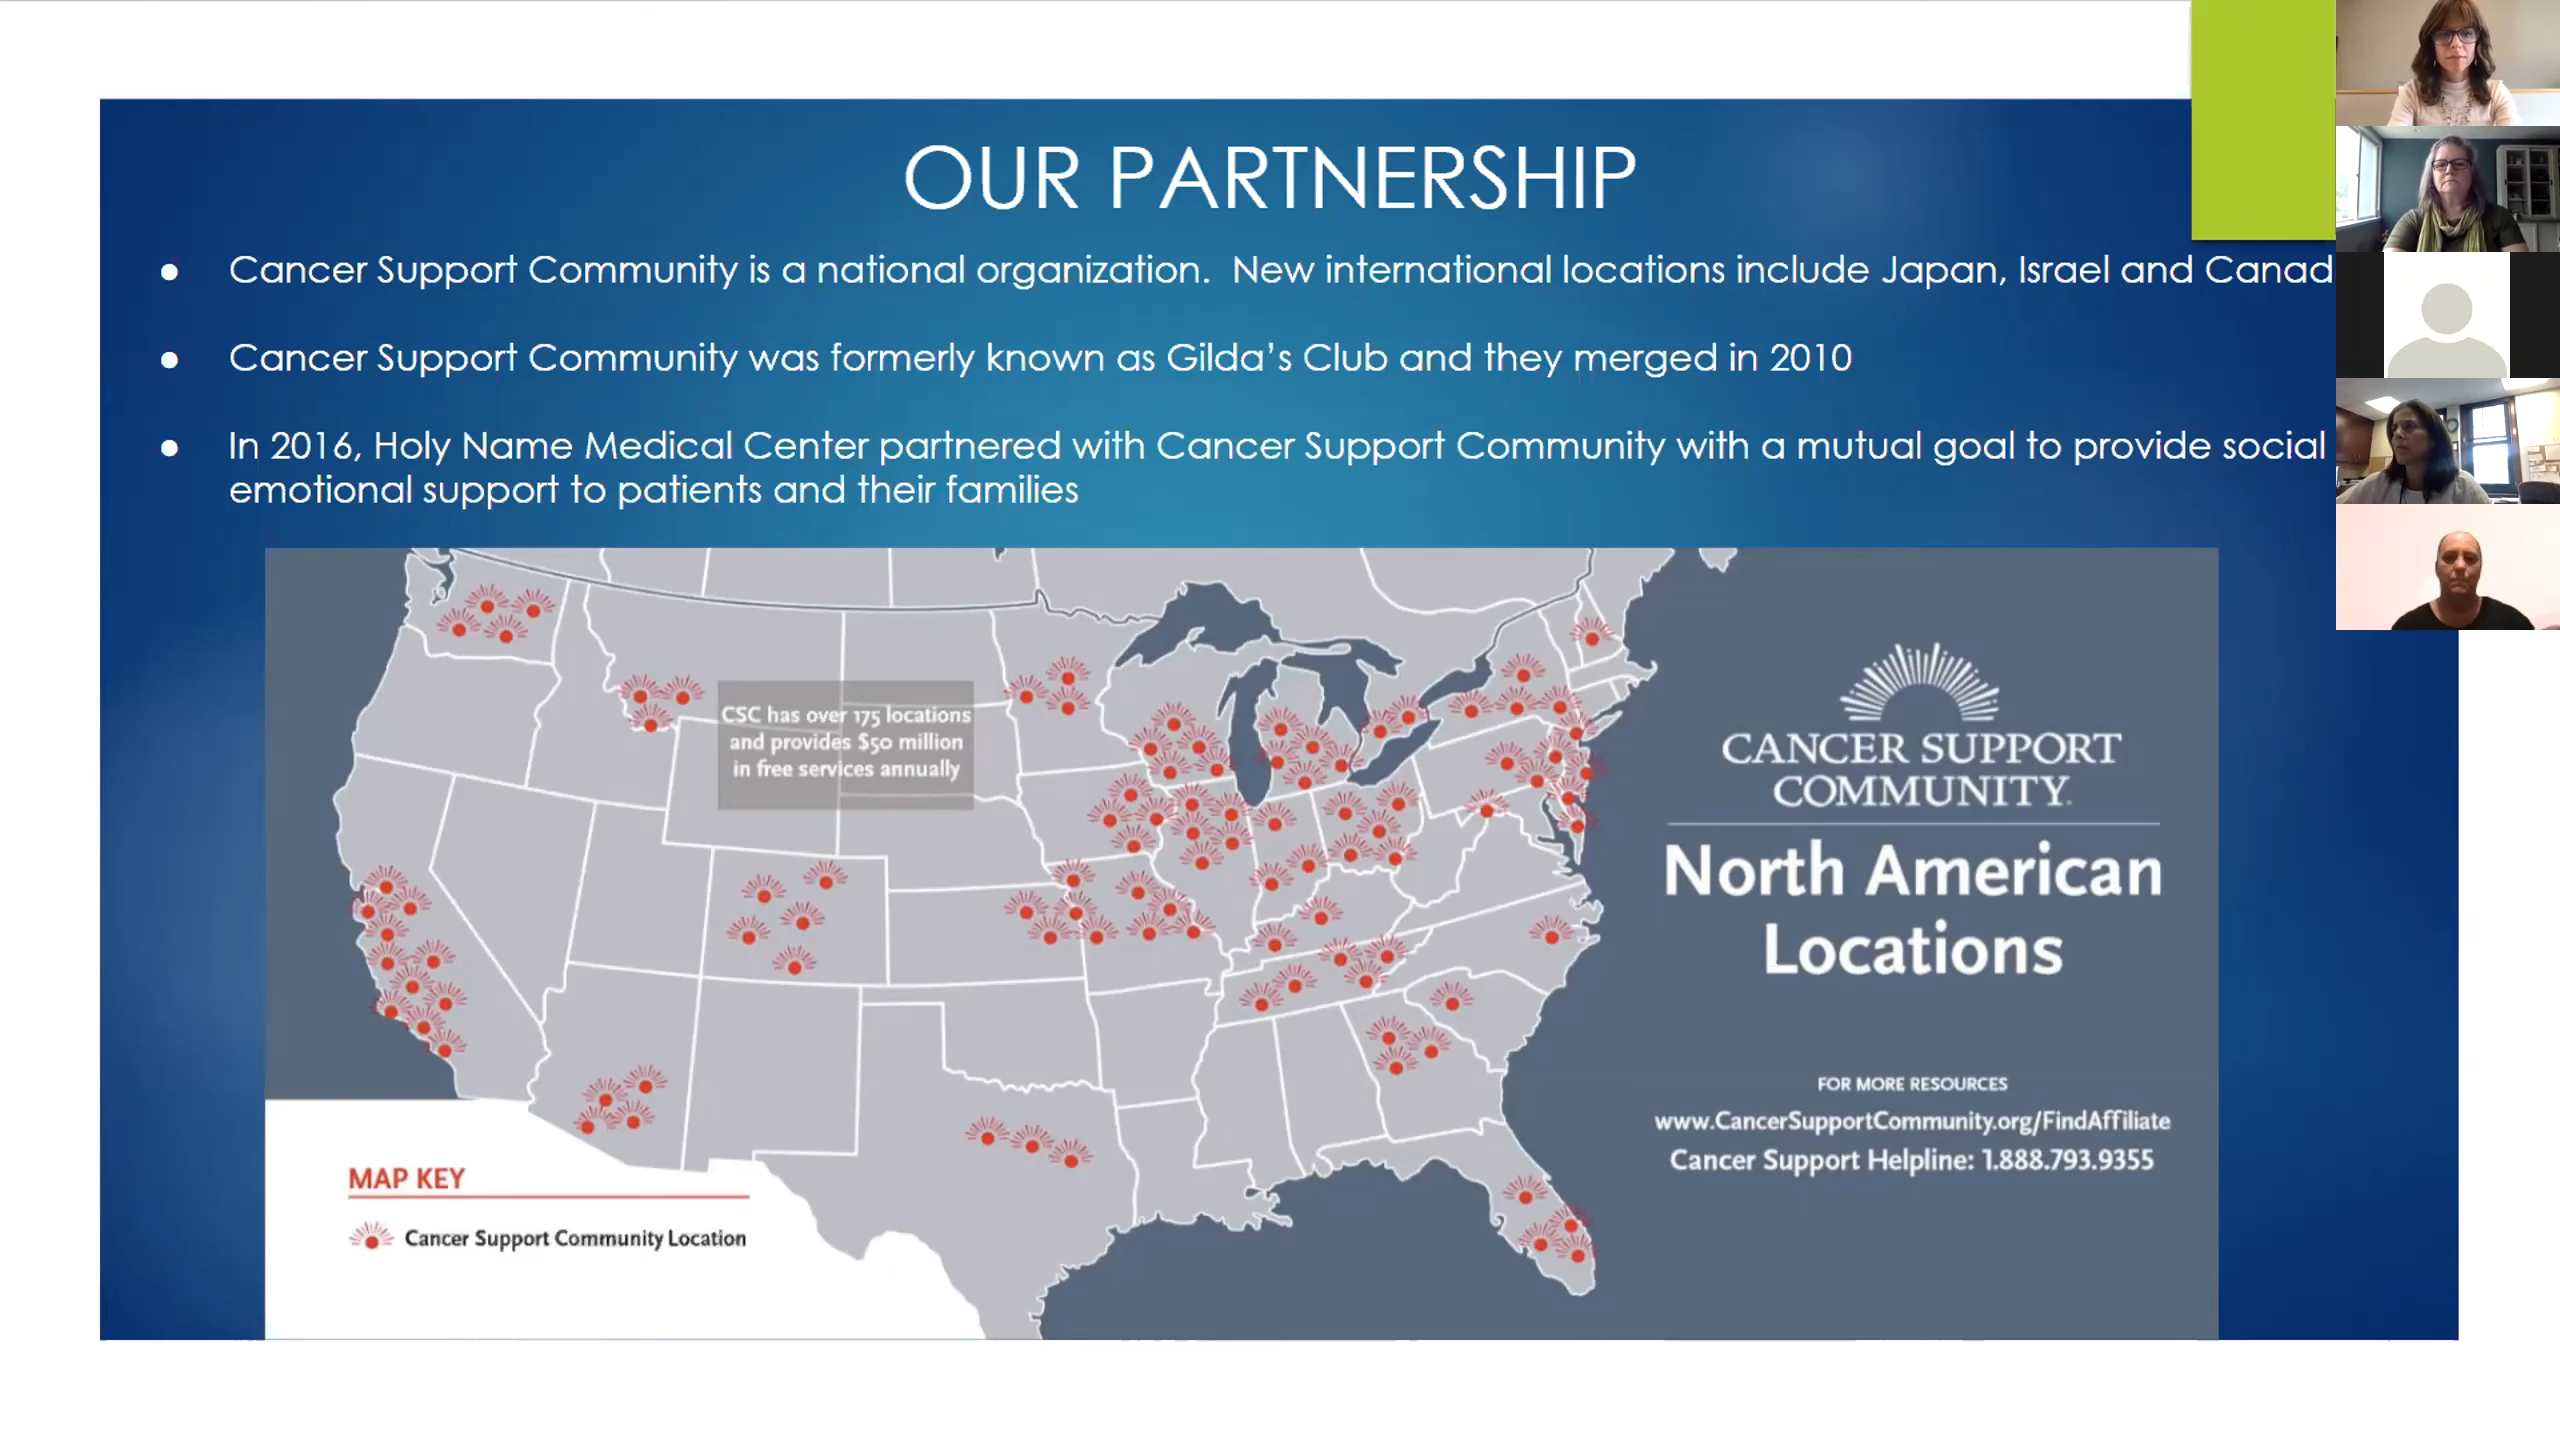 OUR PARTNERSHIP
● Cancer Support Community is a national organization.  New international locations include Japan, Israel and Canad
● Cancer Support Community was formerly known as Gilda's Club and they merged in 2010
● In 2016, Holy Name Medical Center partnered with Cancer Support Community with a mutual goal to provide social
emotional support to patients and their families
CSC has over 175 locations
and provides $50 million
in free services annually
CANCER SUPPORT
COMMUNITY
North American
Locations
FOR MORE RESOURCES
www.CancerSupportCommunity.org/FindAffiliate
Cancer Support Helpline: 1.888.793.9355
MAP KEY
Cancer Support Community Location